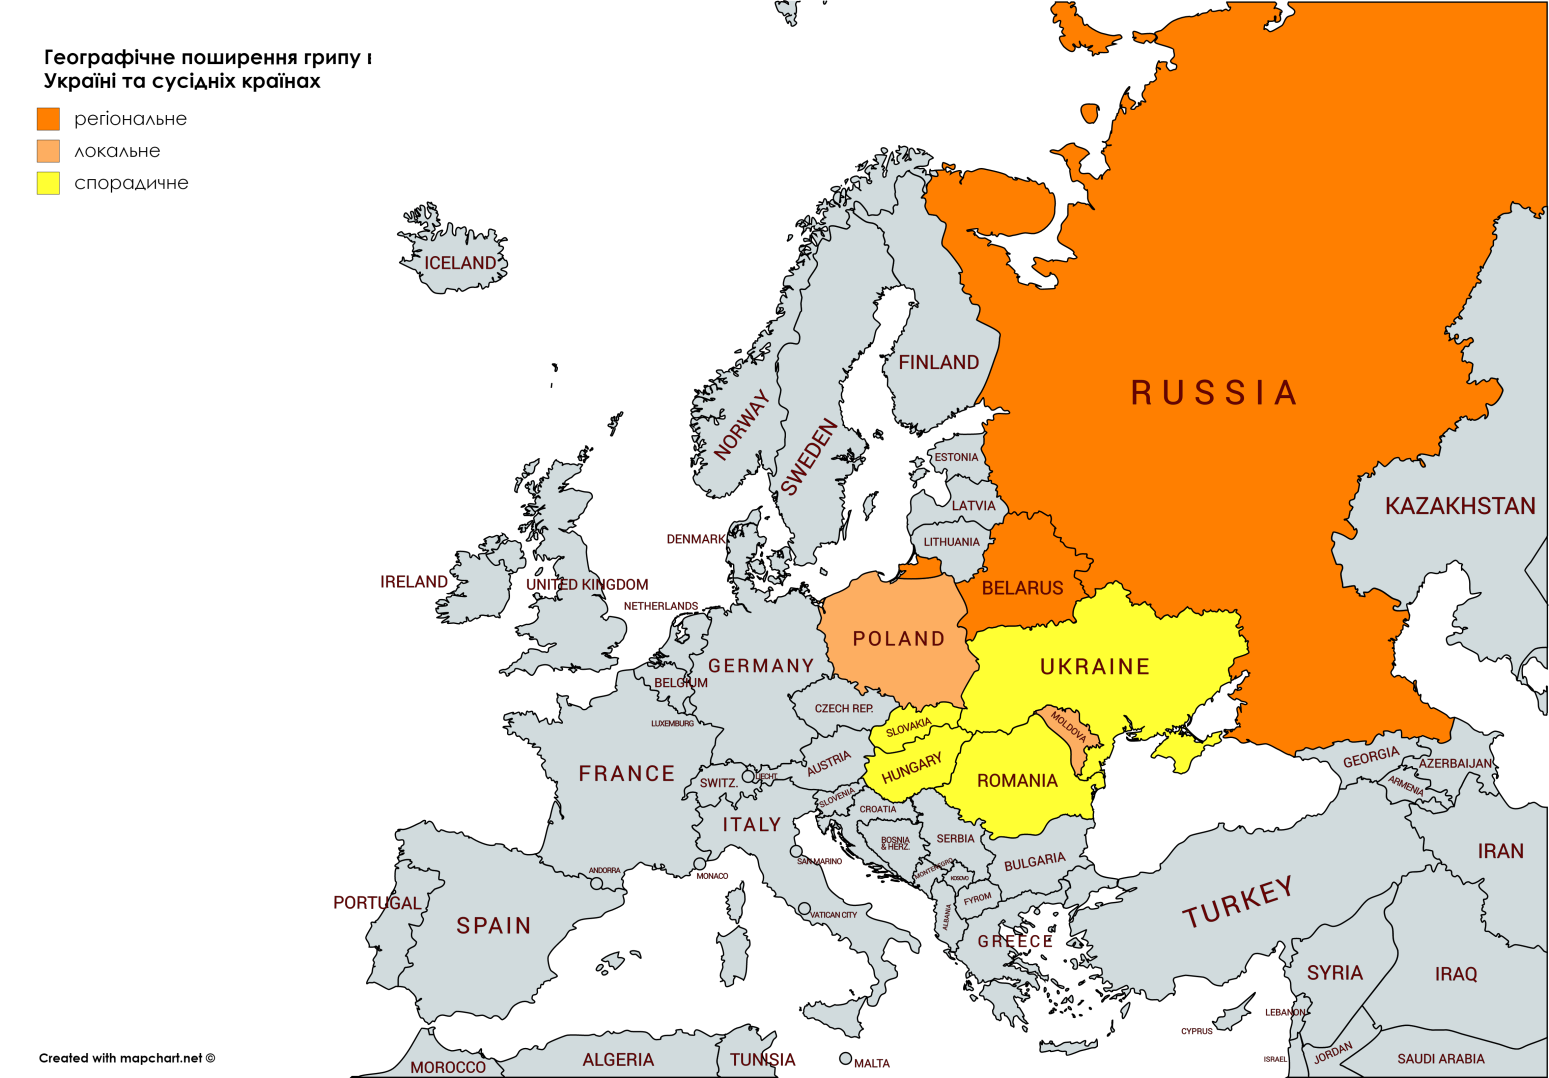 Географічне поширення грипу в
Україні та сусідніх країнах
регіональне
локальне
спорадичне
ICELAND
FINLAND
RUSSIA
NORWAY
SWEDEN
ESTONIA
LATVIA
KAZAKHSTAN
DENMARK
LITHUANIA
IRELAND
UNITED KINGDOM
BELARUS
NETHERLANDS
POLAND
GERMANY
UKRAINE
BELGIUM
CZECH REP.
LUXEMBURG
SLOVAKIA
MOLDOVA
FRANCE
SWITZ.
LIECHT.
AUSTRIA
HUNGARY
ROMANIA
GEORGIA
AZERBAIJAN
ARMENIA
SLOVENIA
CROATIA
ITALY
BOSNIA
& HERZ.
SERBIA
BULGARIA
IRAN
SAN MARINO
ANDORRA
MONACO
MONTENEGRO
KOSOVO
PORTUGAL
SPAIN
VATICAN CITY
ALBANIA
FYROM
TURKEY
GREECE
SYRIA
IRAQ
LEBANON
CYPRUS
ISRAEL
JORDAN
SAUDI ARABIA
MOROCCO
ALGERIA
TUNISIA
MALTA
Created with mapchart.net ©